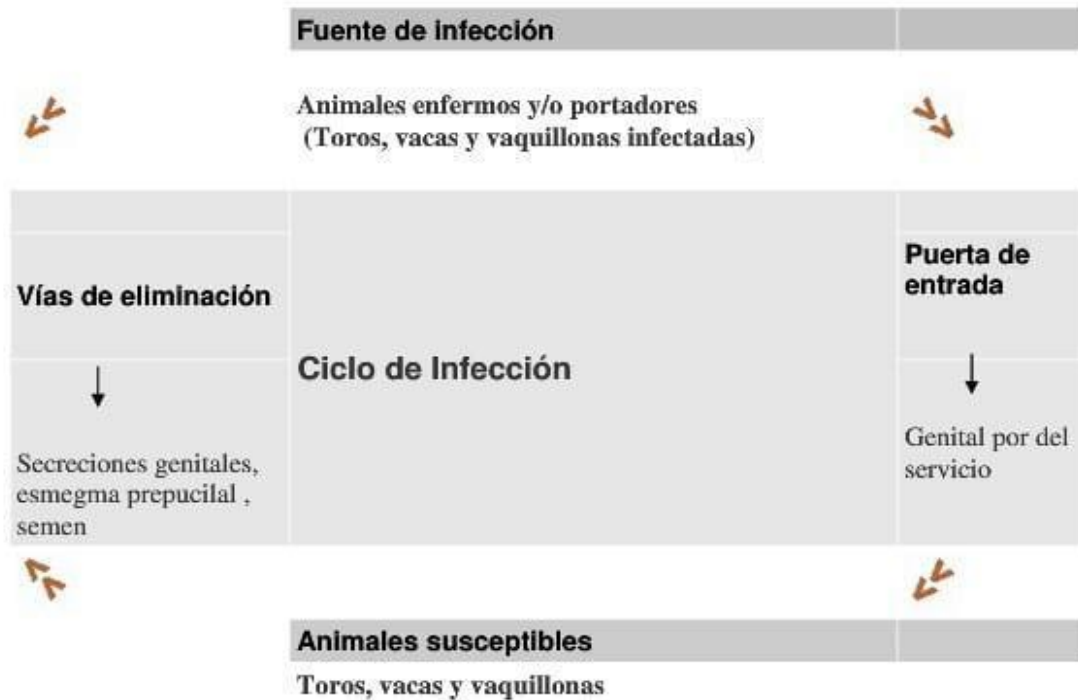 Fuente de infección
Animales enfermos y/o portadores
(Toros, vacas y vaquillonas infectadas)
Vías de eliminación
Secreciones genitales,
esmegma prepucilal ,
semen
Ciclo de Infección
Puerta de
entrada
Genital por del
servicio
Animales susceptibles
Toros, vacas y vaquillonas